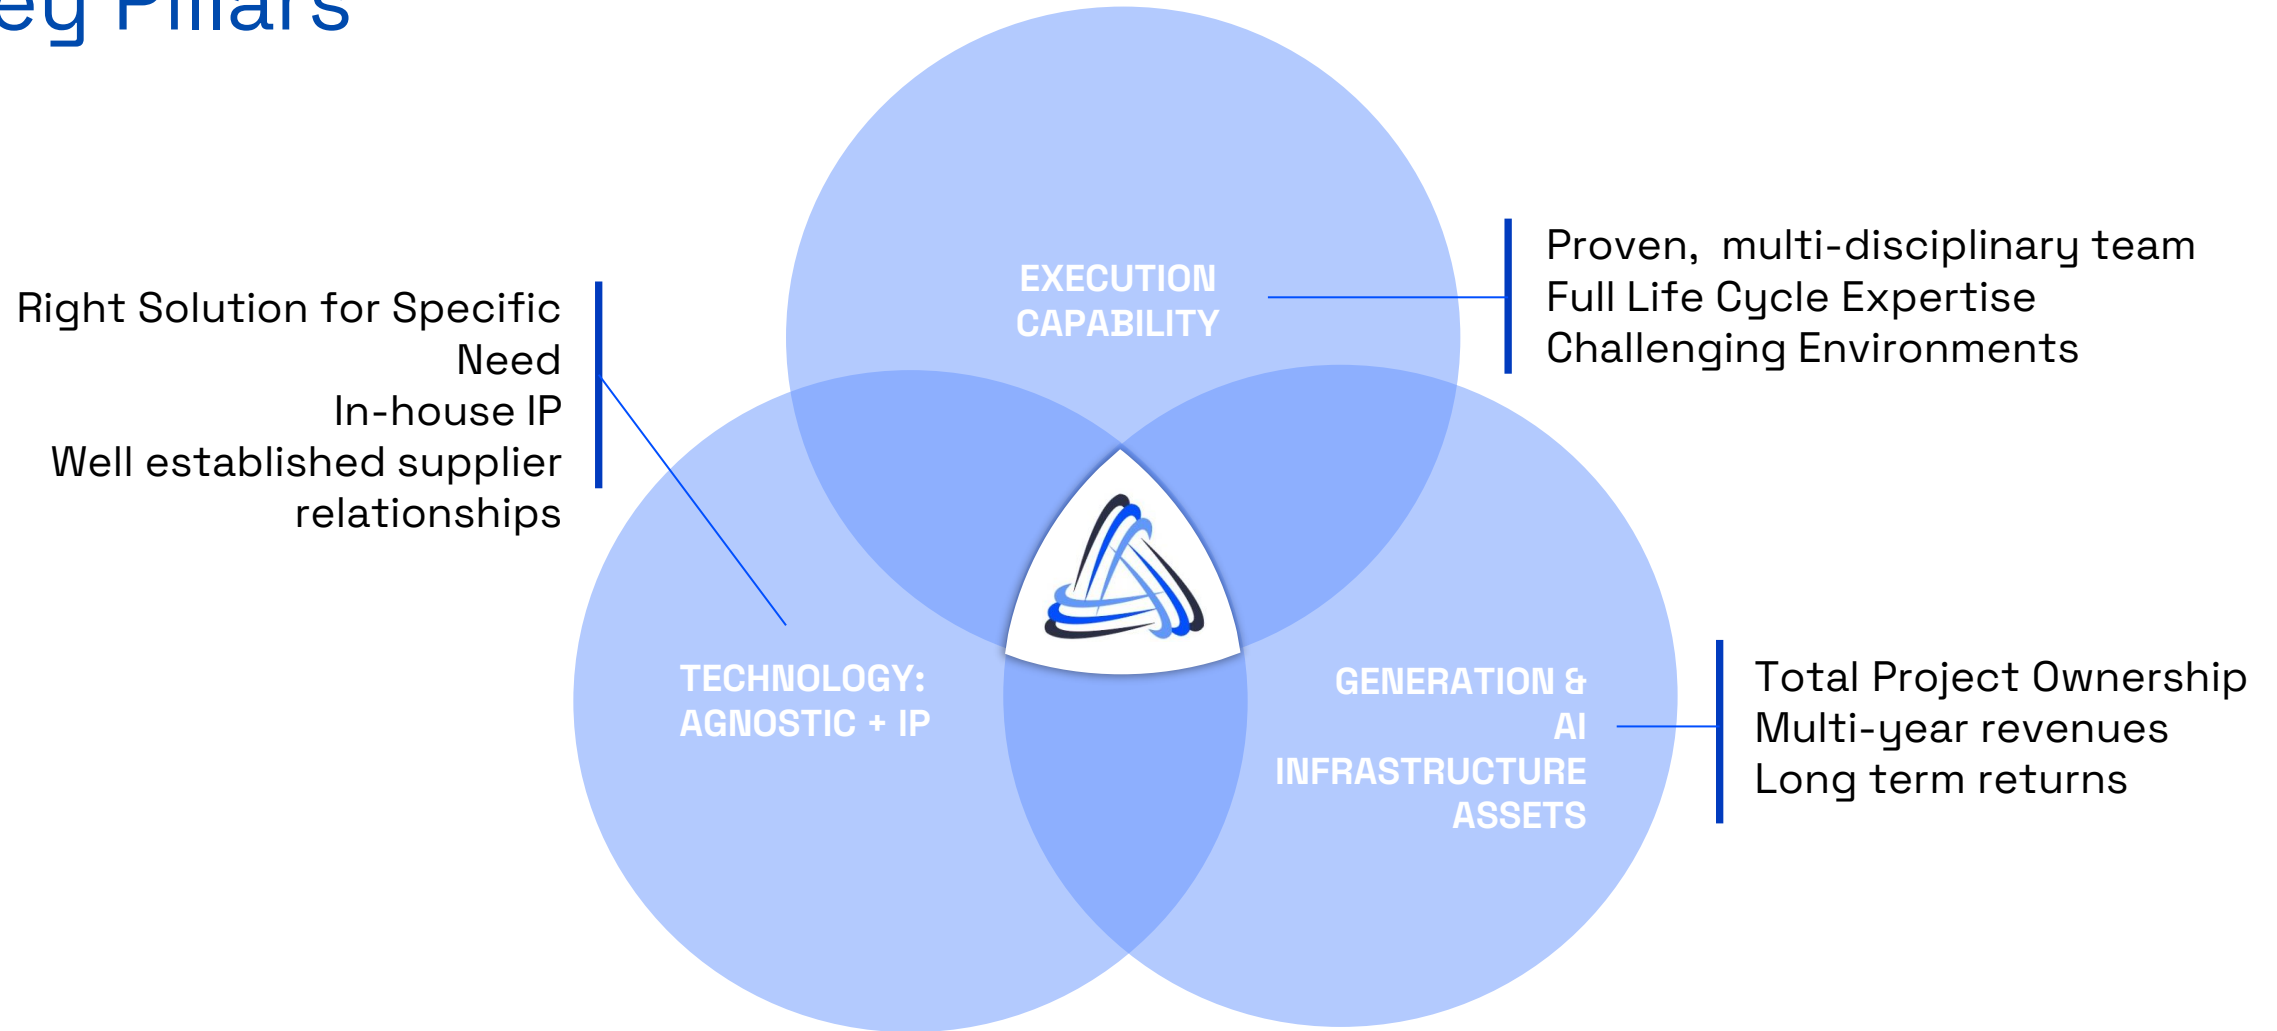 ey Pillars
EXECUTION
CAPABILITY
Proven, multi-disciplinary team
Full Life Cycle Expertise
Challenging Environments
Right Solution for Specific
Need
In-house IP
Well established supplier
relationships
TECHNOLOGY:
AGNOSTIC + IP
GENERATION &
AI
INFRASTRUCTURE
ASSETS
Total Project Ownership
Multi-year revenues
Long term returns